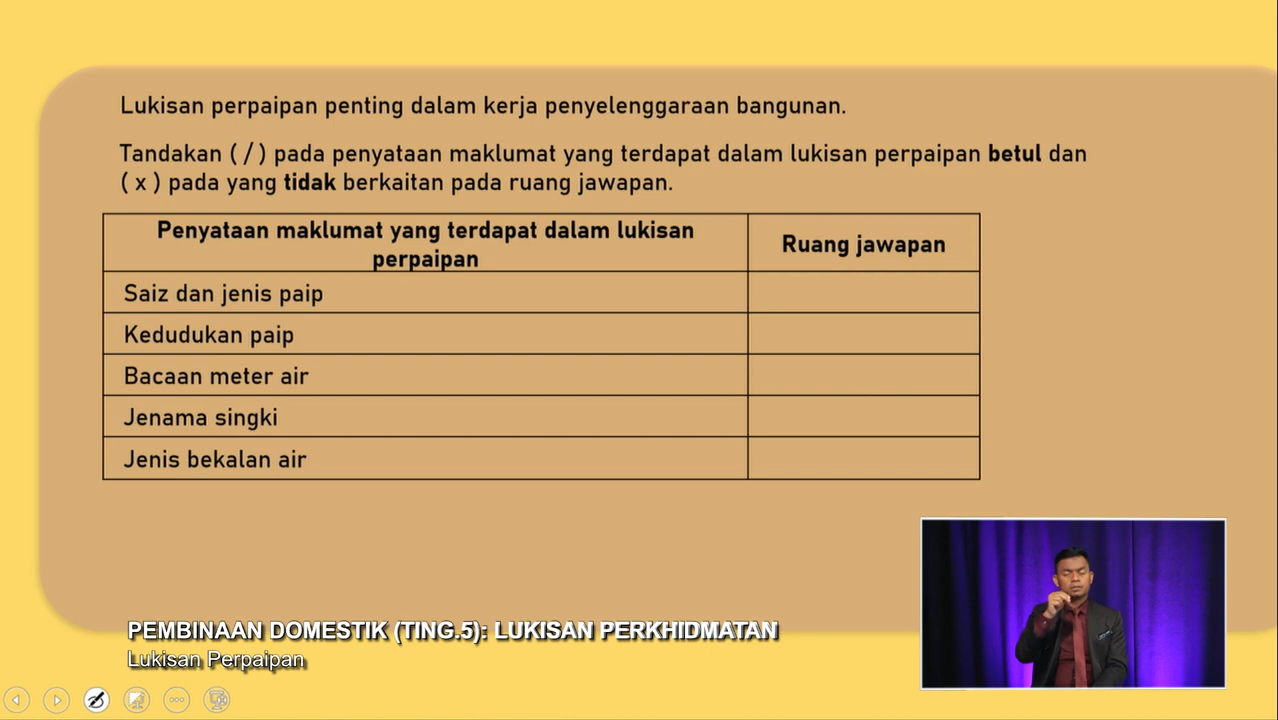 Lukisan perpaipan penting dalam kerja penyelenggaraan bangunan.
Tandakan ( / ) pada penyataan maklumat yang terdapat dalam lukisan perpaipan betul dan
( x ) pada yang tidak berkaitan pada ruang jawapan.
Penyataan maklumat yang terdapat dalam lukisan
perpaipan
Ruang jawapan
Saiz dan jenis paip
Kedudukan paip
Bacaan meter air
Jenama singki
Jenis bekalan air
PEMBINAAN DOMESTIK (TING.5): LUKISAN PERKHIDMATAN
Lukisan Perpaipan